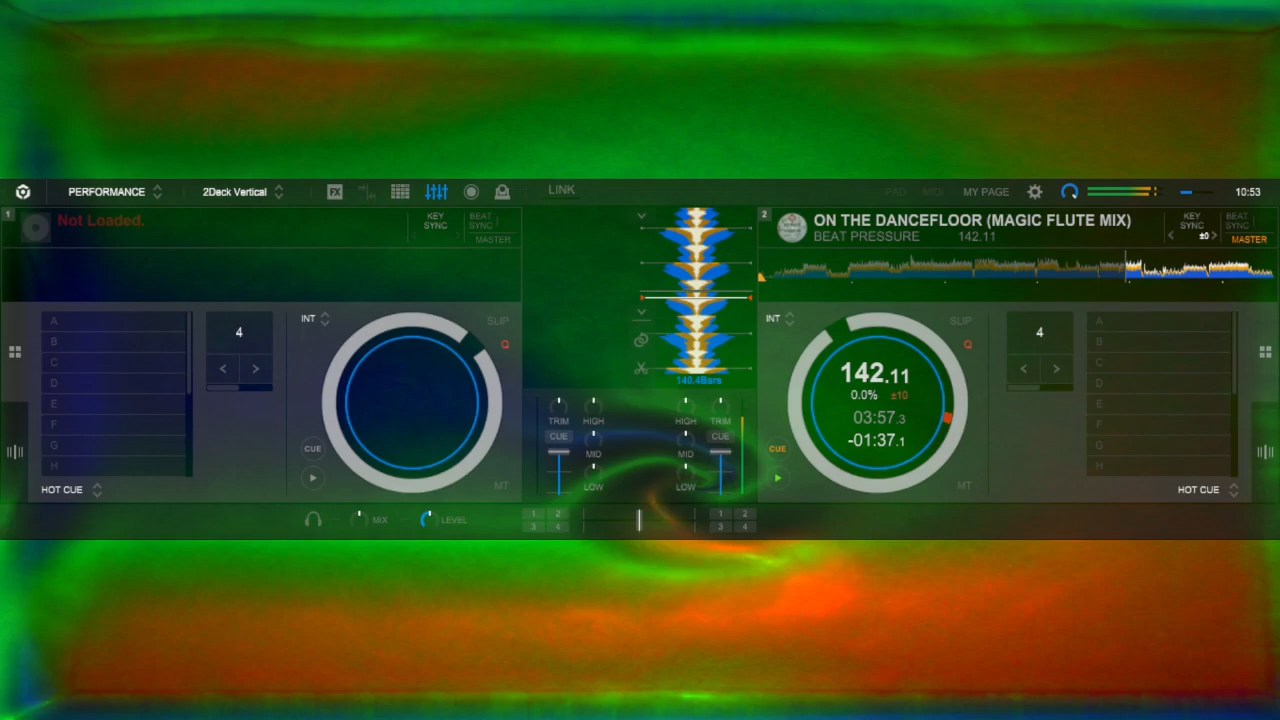 PERFORMANCE 2Deck Vertical FX LINK PAD MIDI MY PAGE 10:53
1 Not Loaded. KEY SYNC BEAT SYNC MASTER
2 ON THE DANCEFLOOR (MAGIC FLUTE MIX) KEY SYNC ±0 BEAT SYNC MASTER
BEAT PRESSURE 142.11
INT SLIP Q
A
B
C
D
E
F
G
H
4
< >
CUE
HOT CUE
MT
140.4Bars
TRIM HIGH HIGH TRIM
CUE CUE
MID MID
LOW LOW
INT SLIP Q
142.11
0.0% ±10
03:57.3
-01:37.1
CUE
MT
4
< >
A
B
C
D
E
F
G
H
HOT CUE
MIX LEVEL
1 2 1 2
3 4 3 4